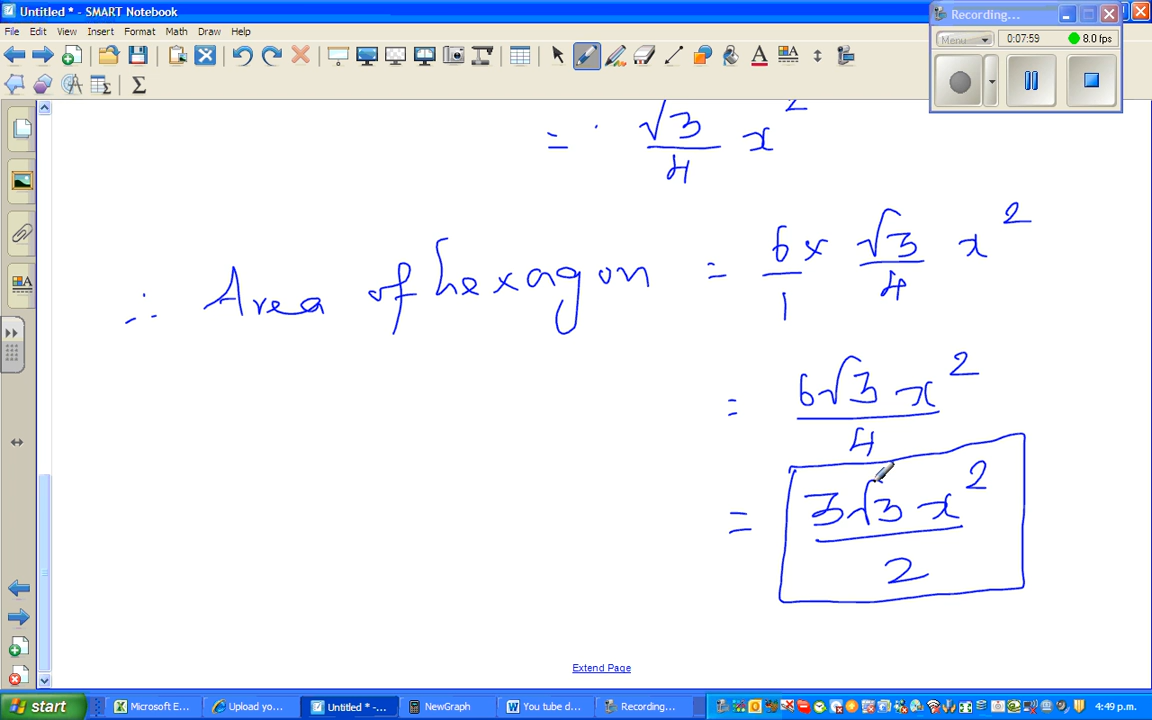 Untitled * - SMART Notebook
Recording...
File Edit View Insert Format Math Draw Help
Menu 0:07:59 8.0 fps
= √3/4 x²
∴ Area of hexagon = 6/1 × √3/4 x²
= 6√3 x²/4
= 3√3 x²/2
Extend Page
start Microsoft E... Upload yo... Untitled * -... NewGraph You tube d... Recording... 4:49 p.m.